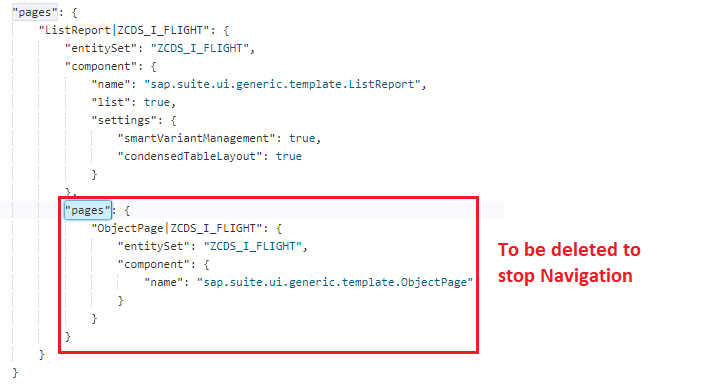 "pages": {
"ListReport|ZCDS_I_FLIGHT": {
"entitySet": "ZCDS_I_FLIGHT",
"component": {
"name": "sap.suite.ui.generic.template.ListReport",
"list": true,
"settings": {
"smartVariantManagement": true,
"condensedTableLayout": true
}
},
"pages": {
"ObjectPage|ZCDS_I_FLIGHT": {
"entitySet": "ZCDS_I_FLIGHT",
"component": {
"name": "sap.suite.ui.generic.template.ObjectPage"
}
}
}
}
}
To be deleted to
stop Navigation